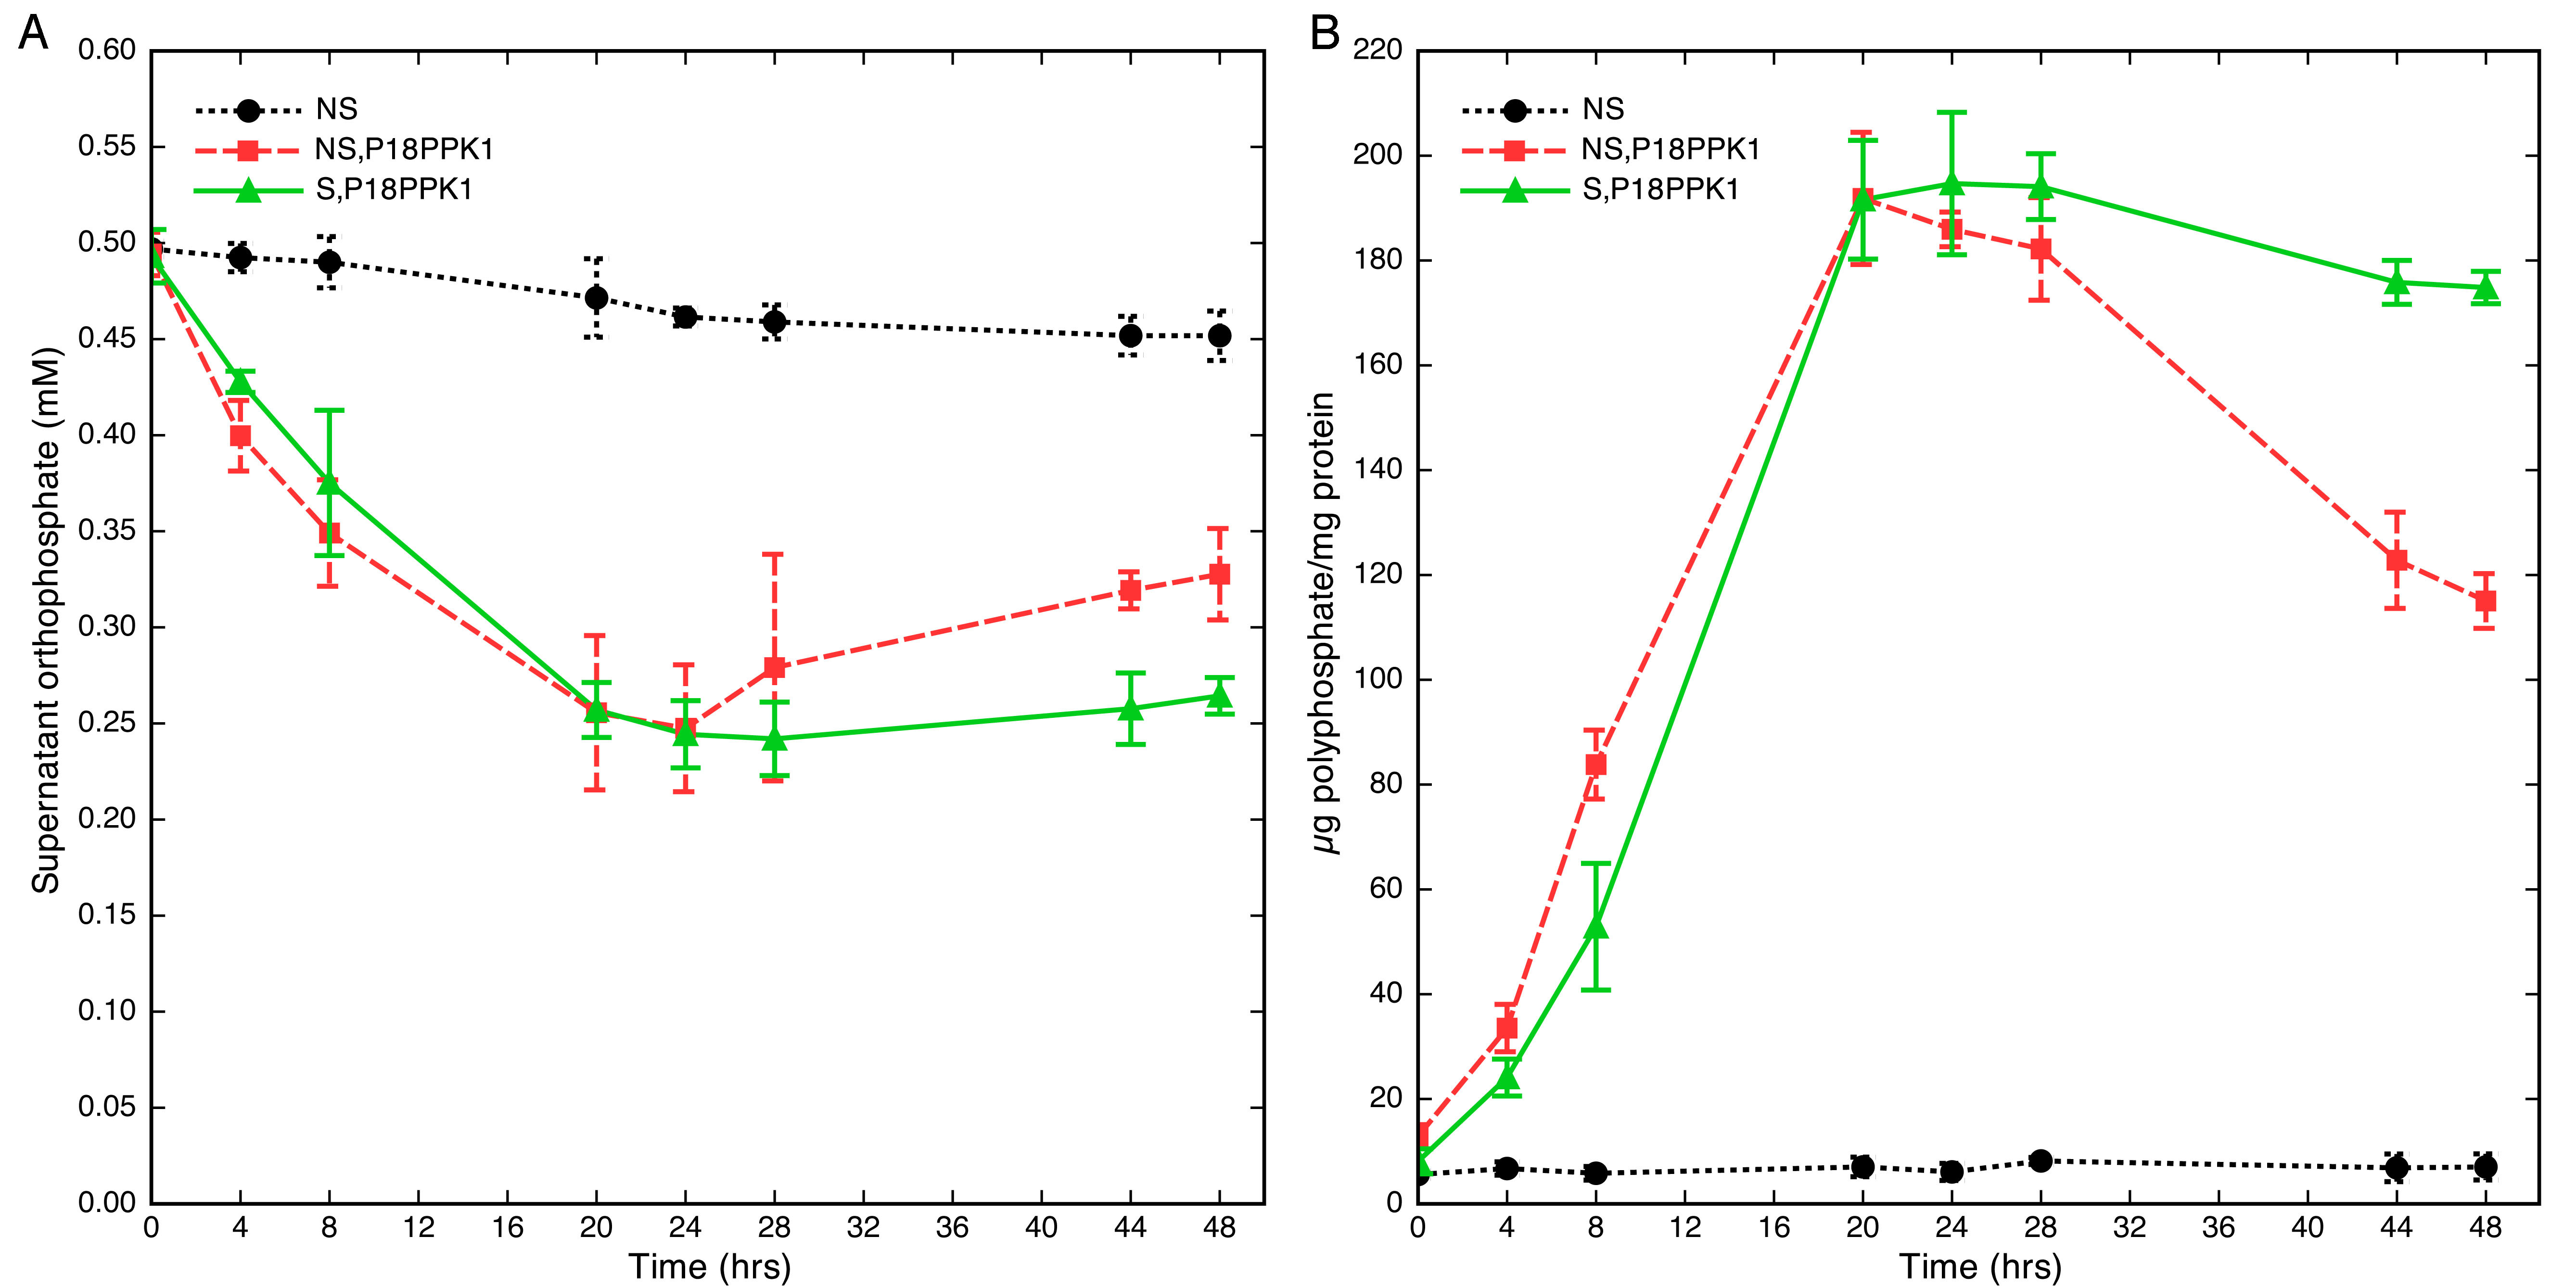 A
0.60
0.55
0.50
0.45
0.40
0.35
0.30
0.25
0.20
0.15
0.10
0.05
0.00
Supernatant orthophosphate (mM)
NS
NS,P18PPK1
S,P18PPK1
0 4 8 12 16 20 24 28 32 36 40 44 48
Time (hrs)
B
220
200
180
160
140
120
100
80
60
40
20
0
µg polyphosphate/mg protein
NS
NS,P18PPK1
S,P18PPK1
0 4 8 12 16 20 24 28 32 36 40 44 48
Time (hrs)